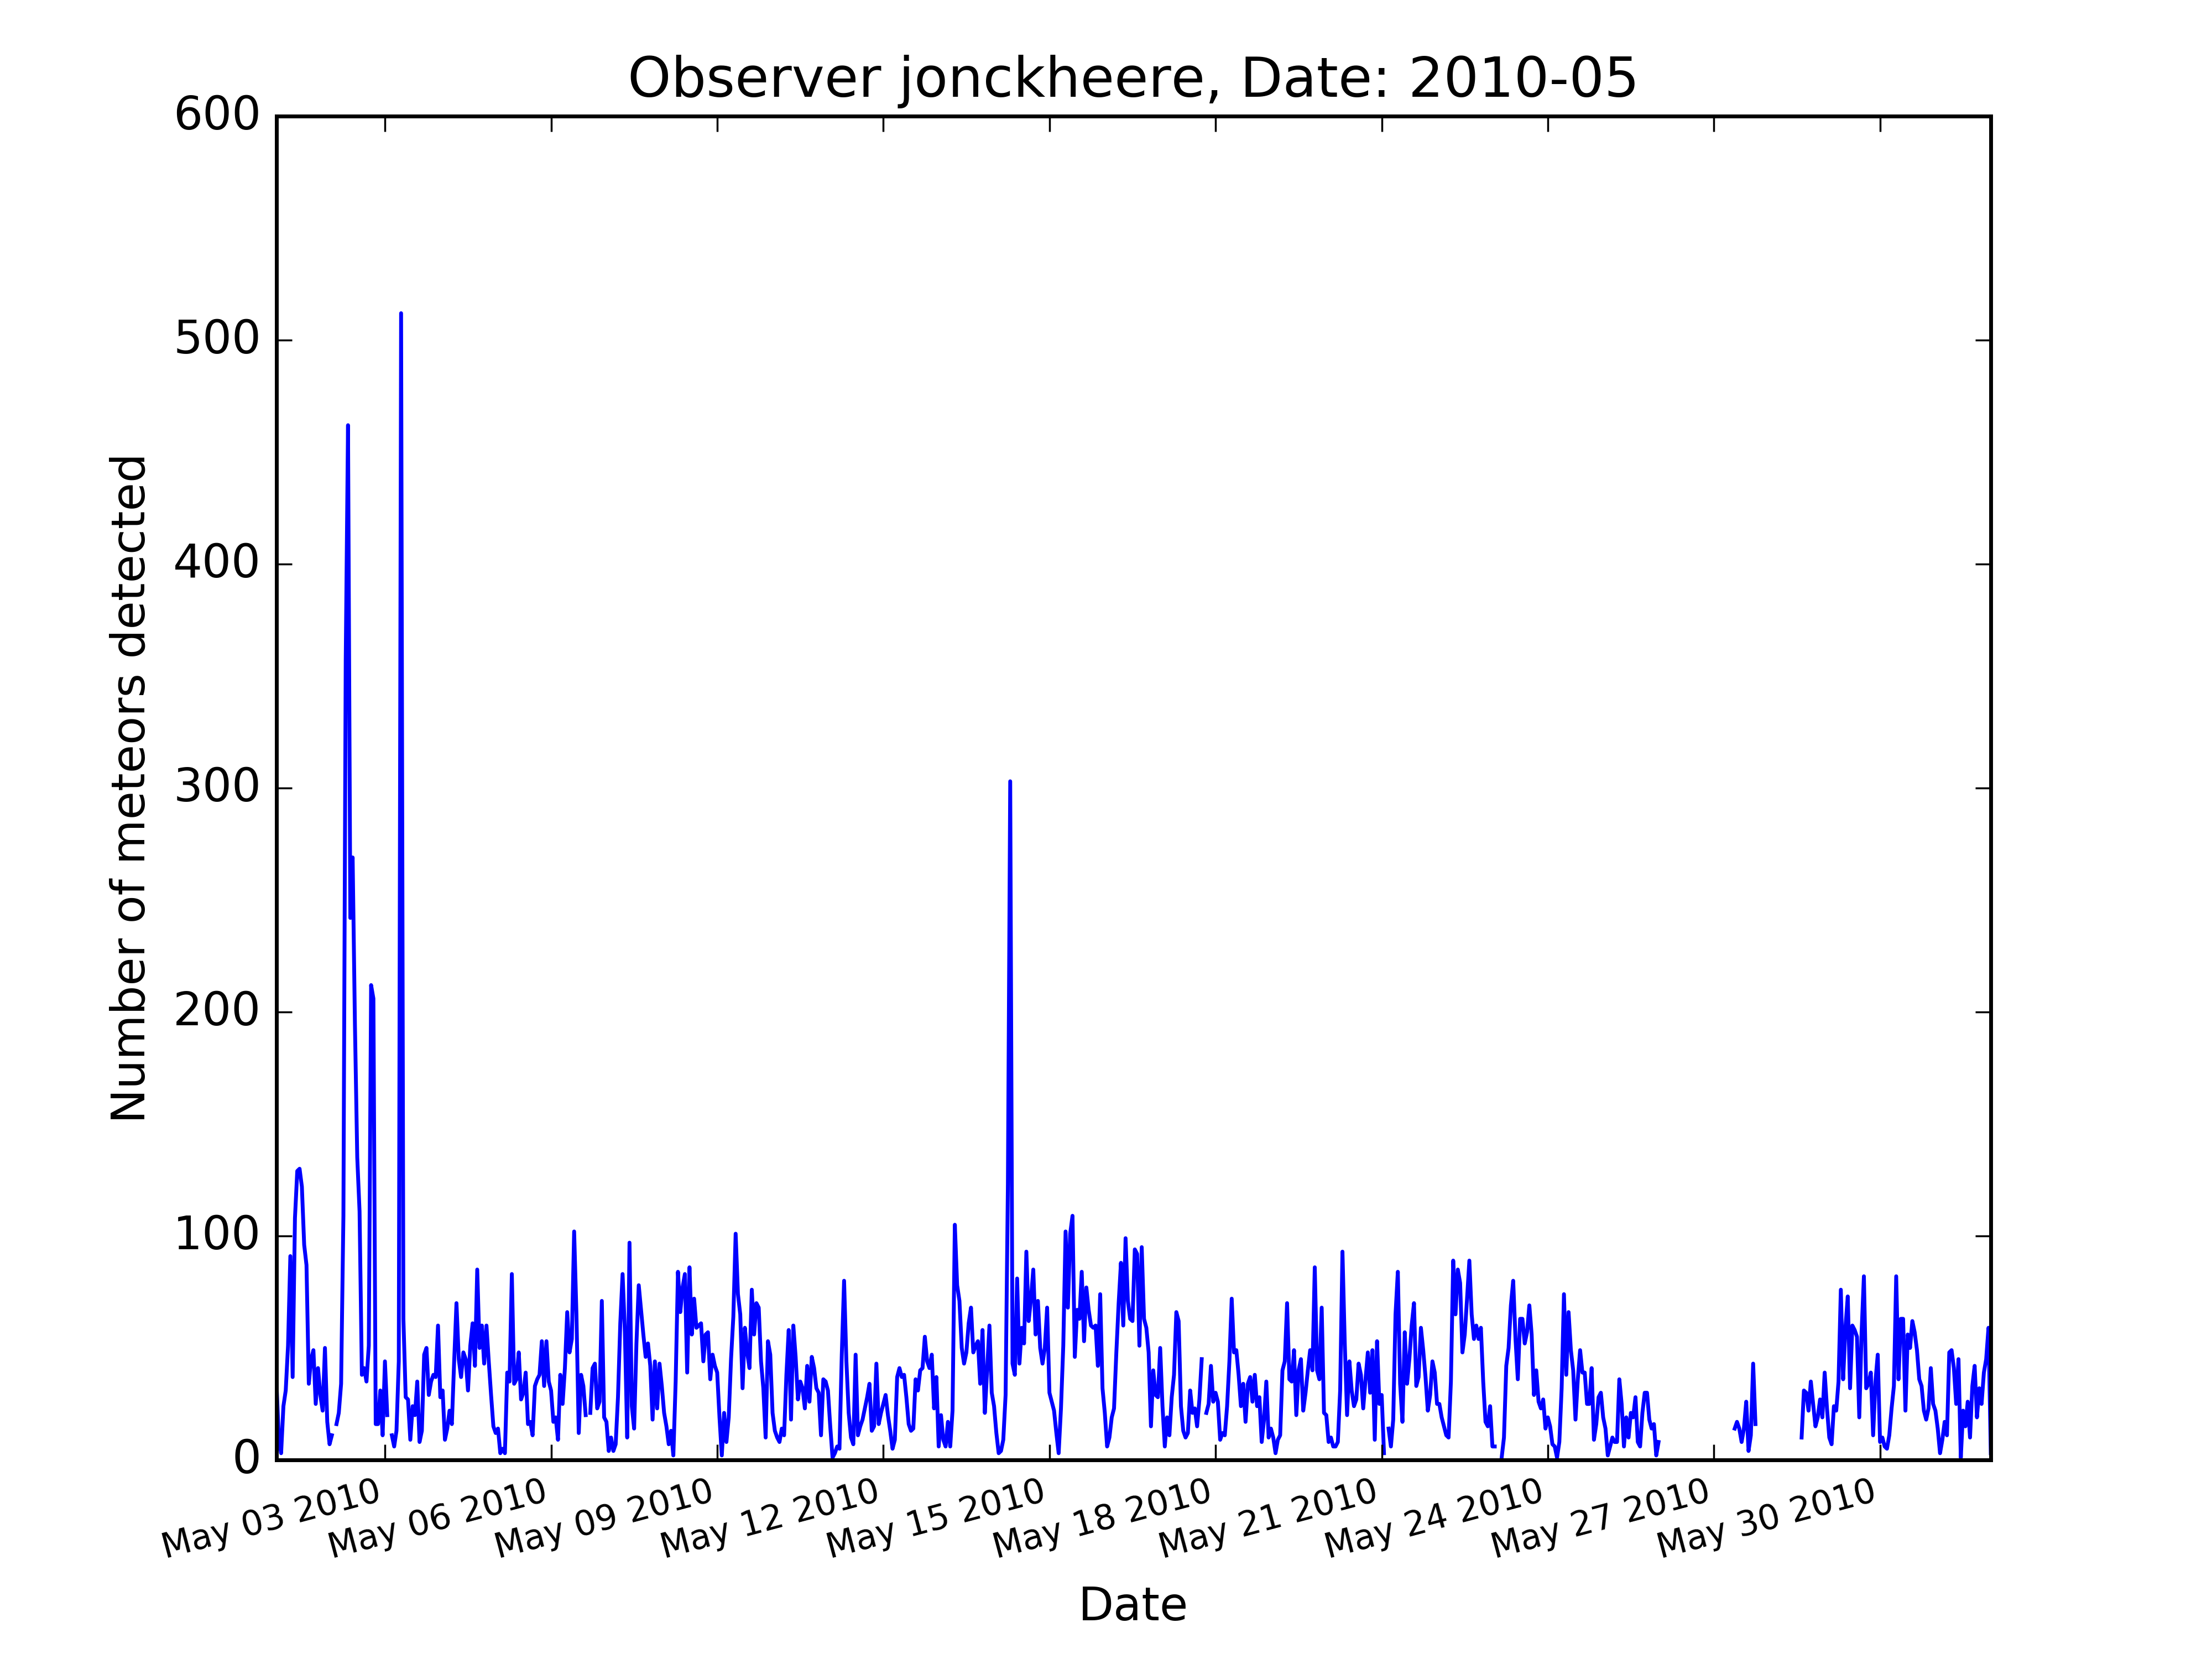 Observer jonckheere, Date: 2010-05
600
500
400
300
200
100
0
Number of meteors detected
May 03 2010
May 06 2010
May 09 2010
May 12 2010
May 15 2010
May 18 2010
May 21 2010
May 24 2010
May 27 2010
May 30 2010
Date